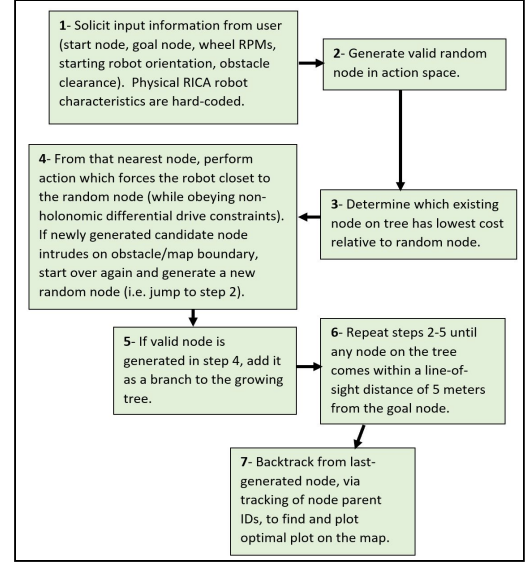 1- Solicit input information from user
(start node, goal node, wheel RPMs,
starting robot orientation, obstacle
clearance). Physical RICA robot
characteristics are hard-coded.
2- Generate valid random
node in action space.
3- Determine which existing
node on tree has lowest cost
relative to random node.
4- From that nearest node, perform
action which forces the robot closet to
the random node (while obeying non-
holonomic differential drive constraints).
If newly generated candidate node
intrudes on obstacle/map boundary,
start over again and generate a new
random node (i.e. jump to step 2).
5- If valid node is
generated in step 4, add it
as a branch to the growing
tree.
6- Repeat steps 2-5 until
any node on the tree
comes within a line-of-
sight distance of 5 meters
from the goal node.
7- Backtrack from last-
generated node, via
tracking of node parent
IDs, to find and plot
optimal plot on the map.